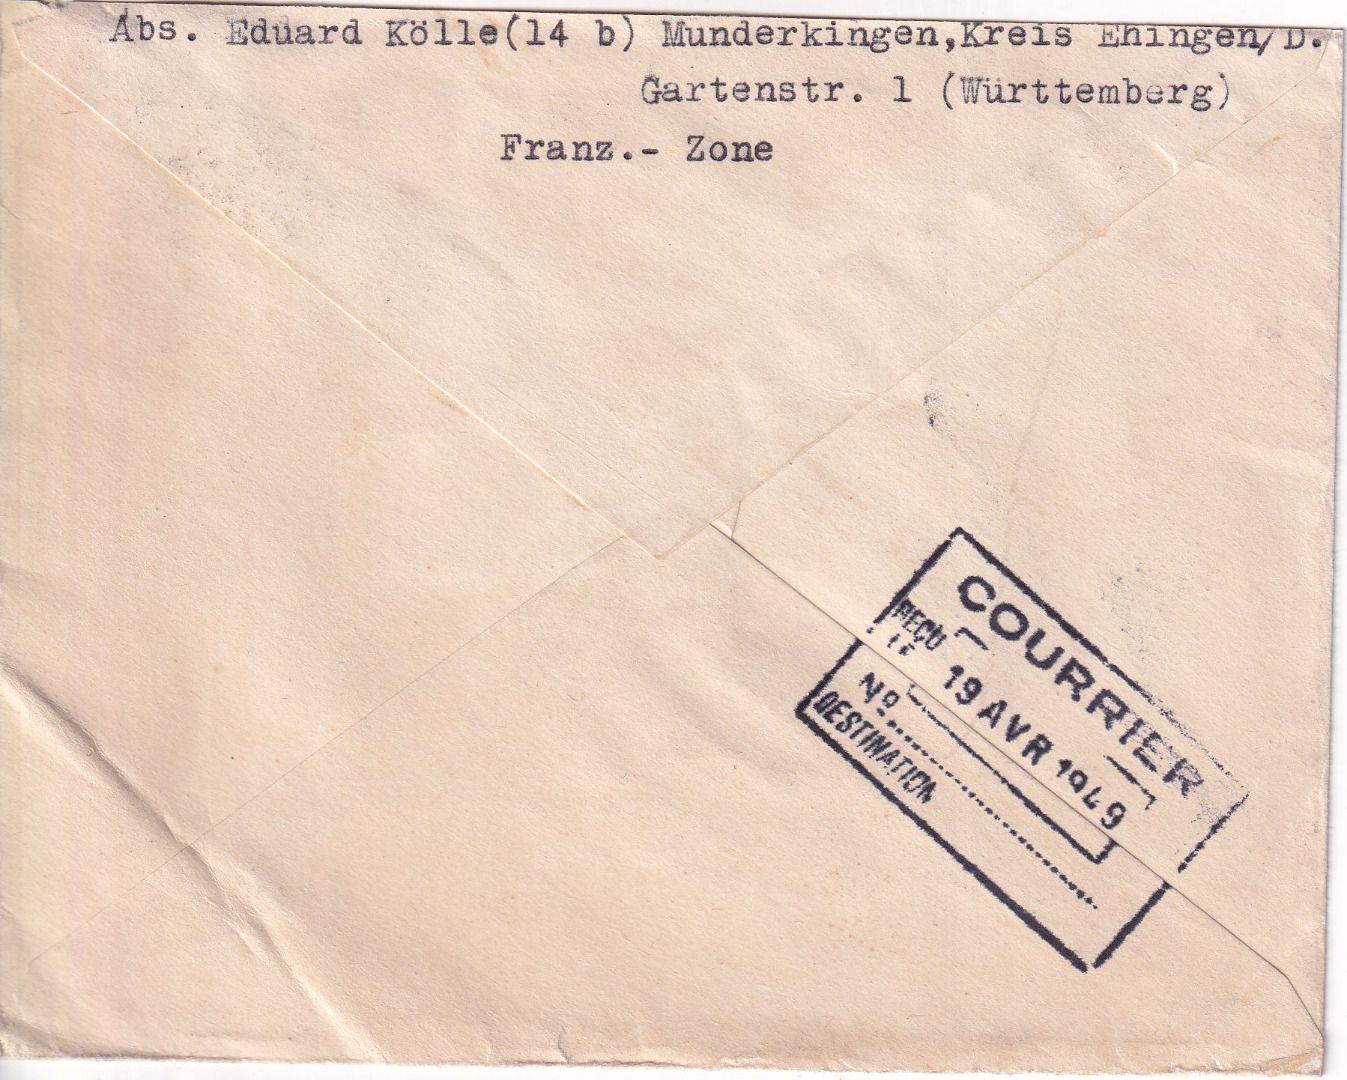 Abs. Eduard Kölle(14 b) Munderkingen,Kreis Ehingen/D.
Gartenstr. 1 (Württemberg)
Franz.- Zone
COURRIER
REÇU
LE
19 AVR 1949
Nº
DESTINATION